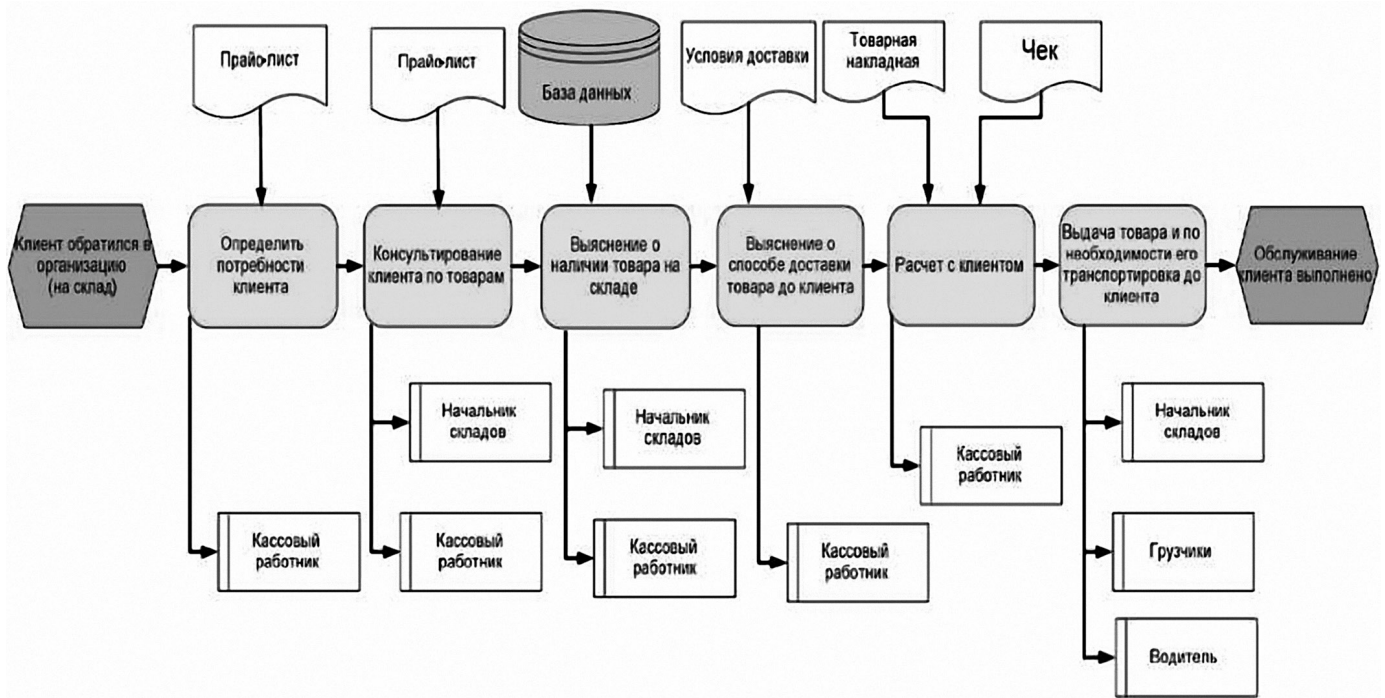 Прайс-лист
Прайс-лист
База данных
Условия доставки
Товарная
накладная
Чек
Клиент обратился в
организацию
(на склад)
Определить
потребности
клиента
Консультирование
клиента по товарам
Выяснение о
наличии товара на
складе
Выяснение о
способе доставки
товара до клиента
Расчет с клиентом
Выдача товара и по
необходимости его
транспортировка до
клиента
Обслуживание
клиента выполнено
Начальник
складов
Начальник
складов
Кассовый
работник
Начальник
складов
Кассовый
работник
Кассовый
работник
Кассовый
работник
Кассовый
работник
Грузчики
Водитель